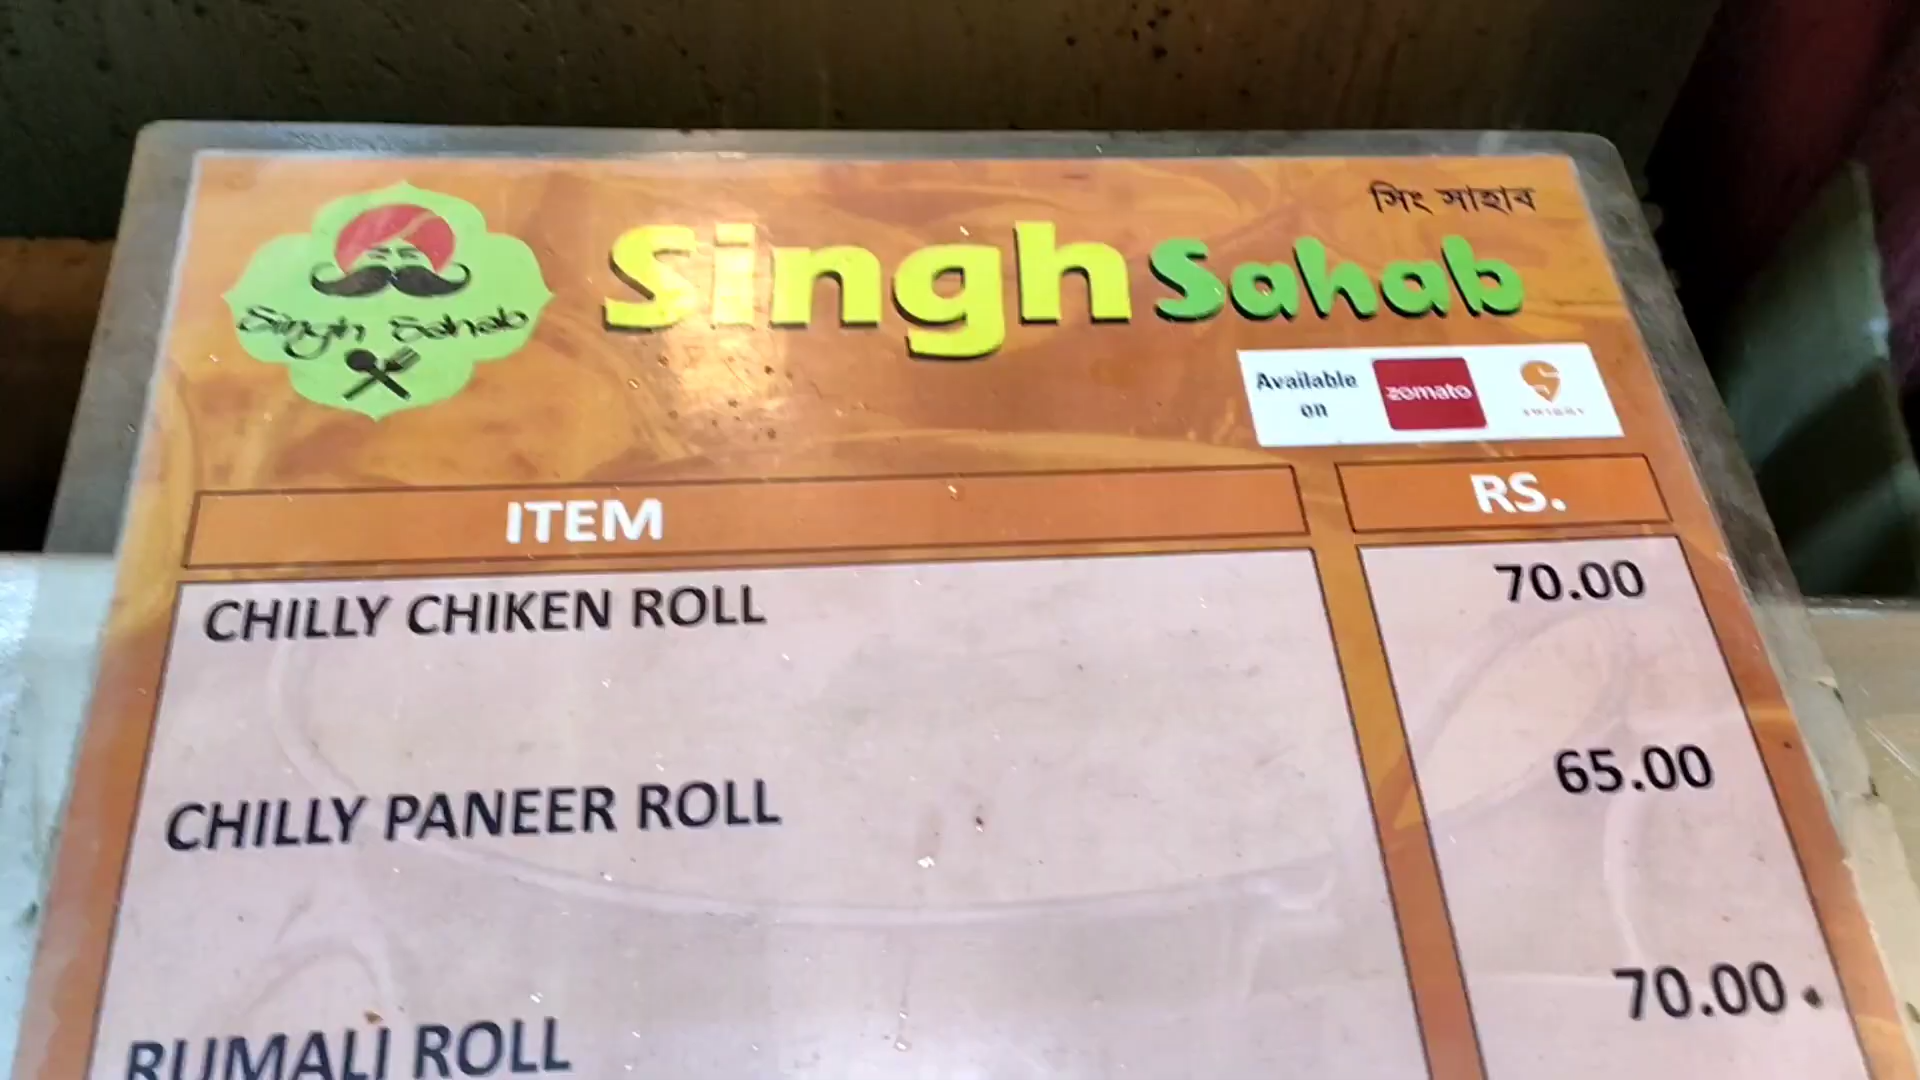 সিং সাহাব
Singh Sahab
Singh Sahab
Available on
zomato
SWIGGY
ITEM RS.
CHILLY CHIKEN ROLL 70.00
CHILLY PANEER ROLL 65.00
RUMALI ROLL 70.00